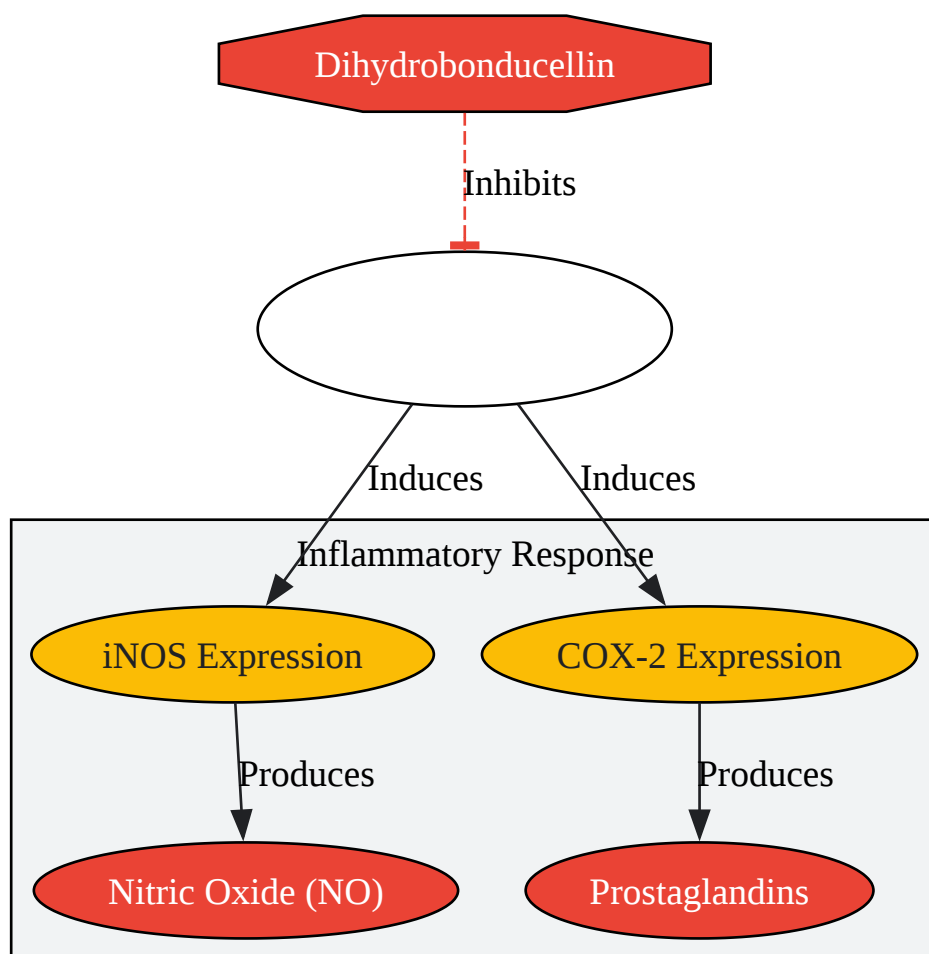 Dihydrobonducellin
Inhibits
Induces
Induces
Inflammatory Response
iNOS Expression
COX-2 Expression
Produces
Produces
Nitric Oxide (NO)
Prostaglandins